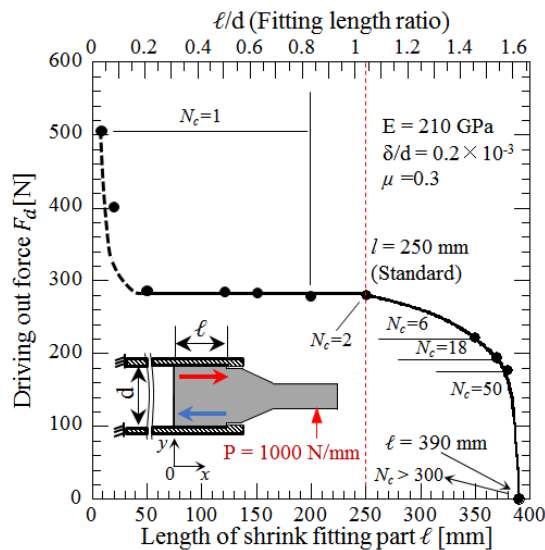 ℓ/d (Fitting length ratio)
0 0.2 0.4 0.6 0.8 1 1.2 1.4 1.6
600
500
400
300
200
100
0
Driving out force F_d [N]
N_c=1
E = 210 GPa
δ/d = 0.2×10⁻³
μ =0.3
l = 250 mm
(Standard)
N_c=2
N_c=6
N_c=18
N_c=50
ℓ
d
y
0 x
P = 1000 N/mm
ℓ = 390 mm
N_c > 300
0 50 100 150 200 250 300 350 400
Length of shrink fitting part ℓ [mm]